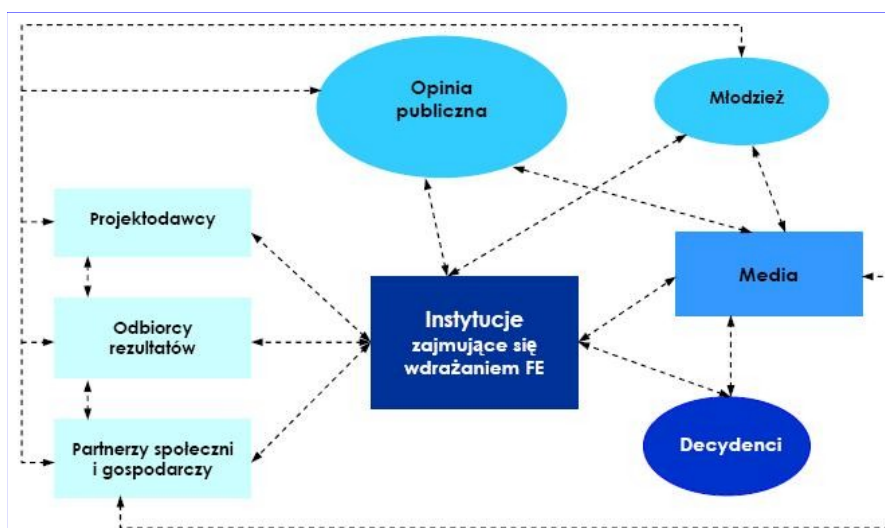 Opinia
publiczna
Młodzież
Projektodawcy
Media
Instytucje
zajmujące się
wdrażaniem FE
Odbiorcy
rezultatów
Partnerzy społeczni
i gospodarczy
Decydenci